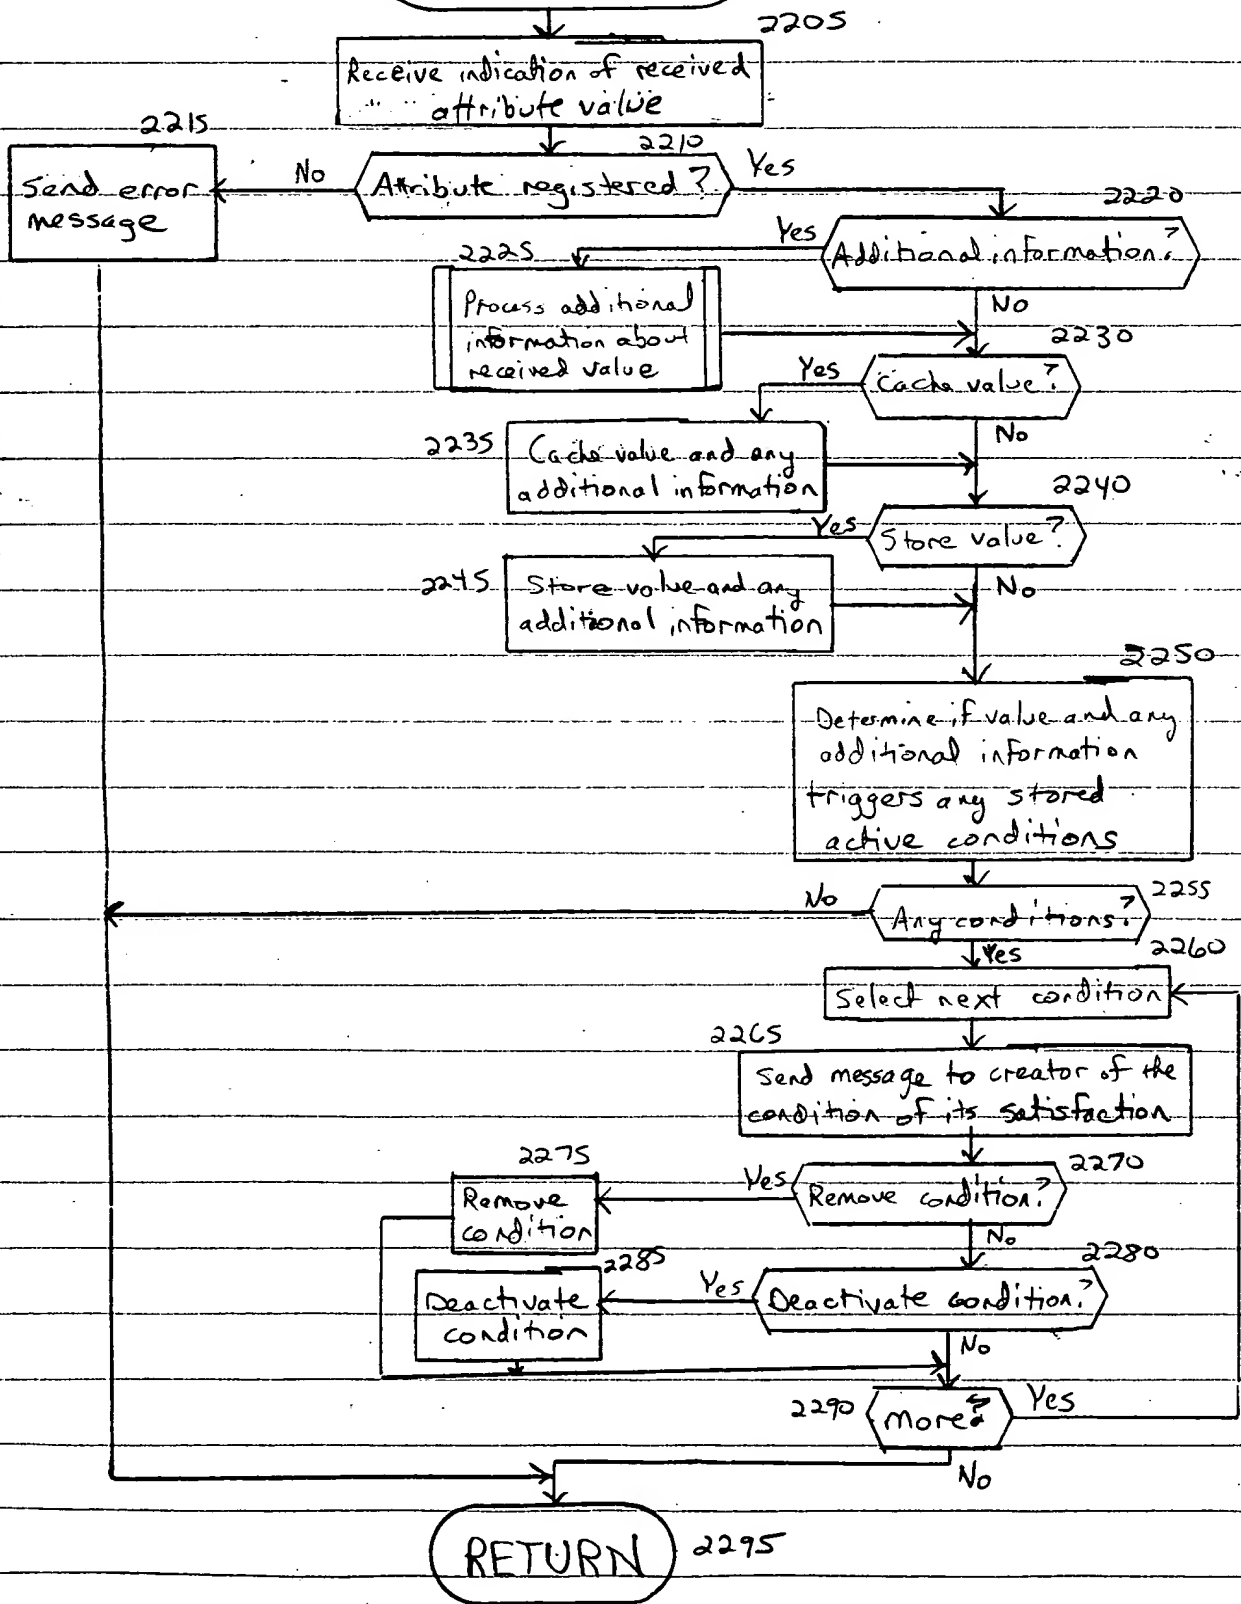 2205
Receive indication of received
attribute value
2210
Attribute registered?
No
Yes
2215
Send error
message
2220
Additional information?
Yes
No
2225
Process additional
information about
received value
2230
Cache value?
Yes
No
2235
Cache value and any
additional information
2240
Store value?
Yes
No
2245
Store value and any
additional information
2250
Determine if value and any
additional information
triggers any stored
active conditions
2255
Any conditions?
No
Yes
2260
Select next condition
2265
Send message to creator of the
condition of its satisfaction
2270
Remove condition?
Yes
No
2275
Remove
condition
2280
Deactivate condition?
Yes
No
2285
Deactivate
condition
2290
More?
Yes
No
RETURN
2295